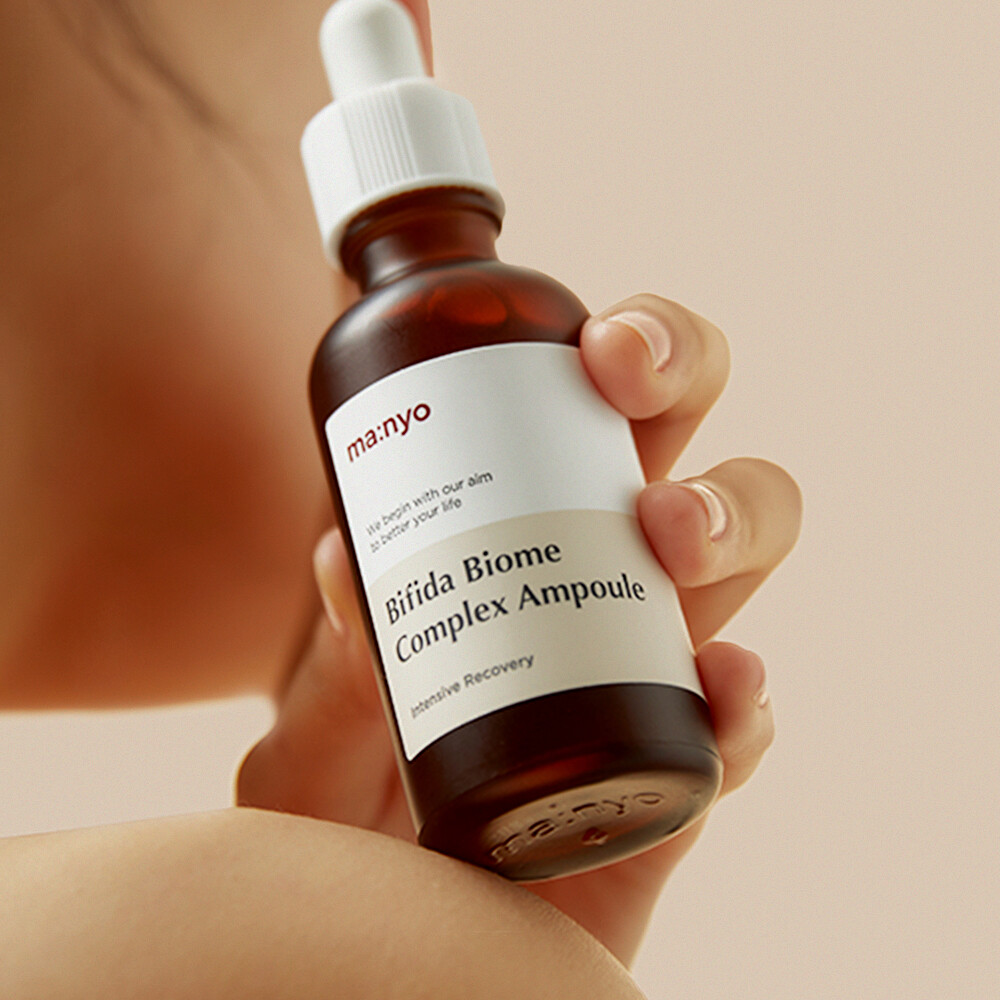 ma:nyo
We begin with our aim
to better your life
Bifida Biome
Complex Ampoule
Intensive Recovery
ma:nyo